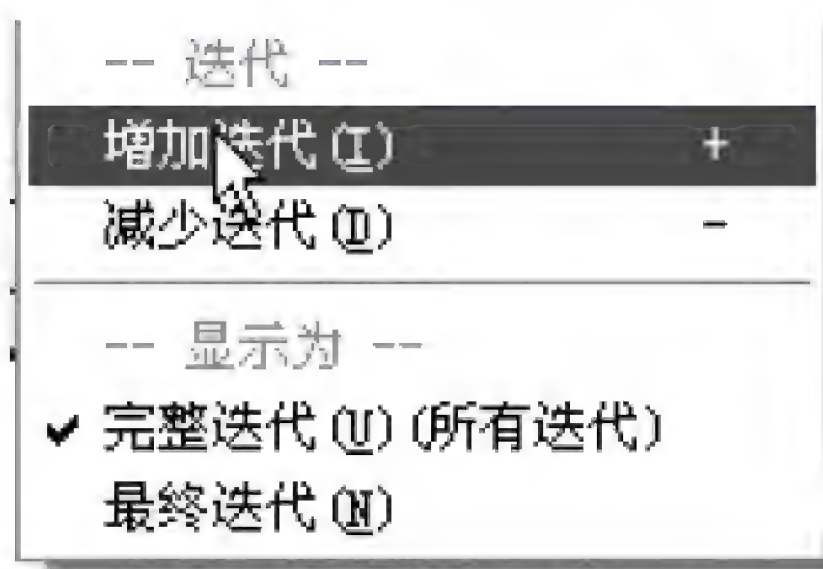 -- 迭代 --
增加迭代(I) +
减少迭代(D) -
-- 显示为 --
✔ 完整迭代(U)(所有迭代)
最终迭代(N)